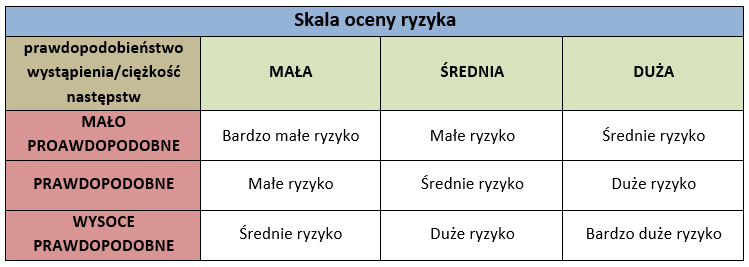 Skala oceny ryzyka
prawdopodobieństwo
wystąpienia/ciężkość
następstw
MAŁA
ŚREDNIA
DUŻA
MAŁO
PROAWDOPODOBNE
Bardzo małe ryzyko
Małe ryzyko
Średnie ryzyko
PRAWDOPODOBNE
Małe ryzyko
Średnie ryzyko
Duże ryzyko
WYSOCE
PRAWDOPODOBNE
Średnie ryzyko
Duże ryzyko
Bardzo duże ryzyko